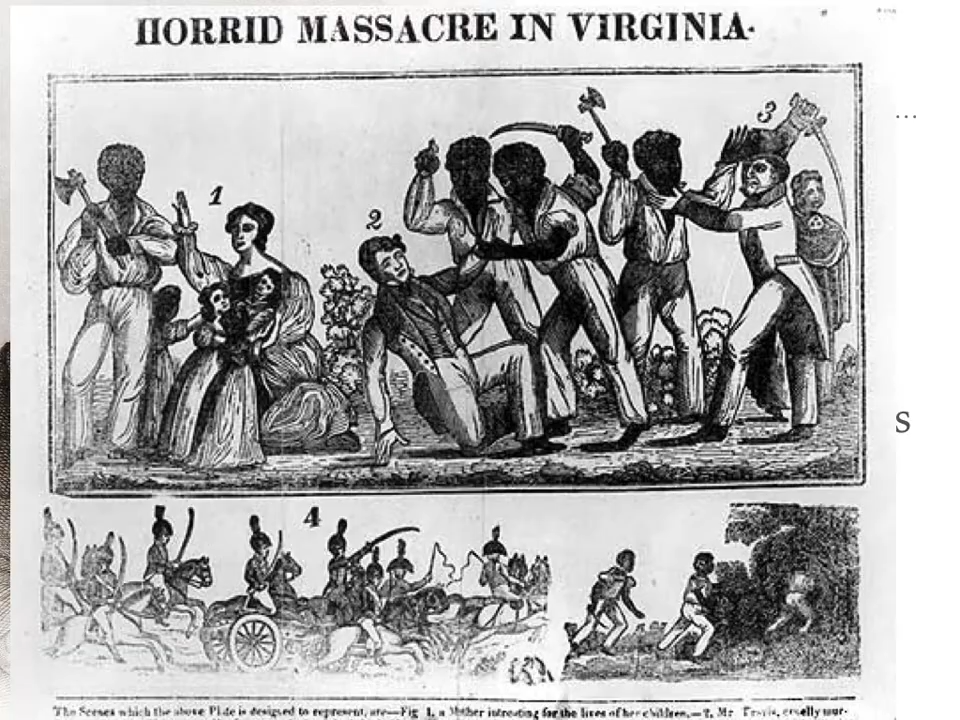 HORRID MASSACRE IN VIRGINIA.
...
3
1
2
s
4
The Scenes which the above Plate is designed to represent, are—Fig 1, a Mother intreating for the lives of her children,—2, Mr. Travis, cruelly mur-